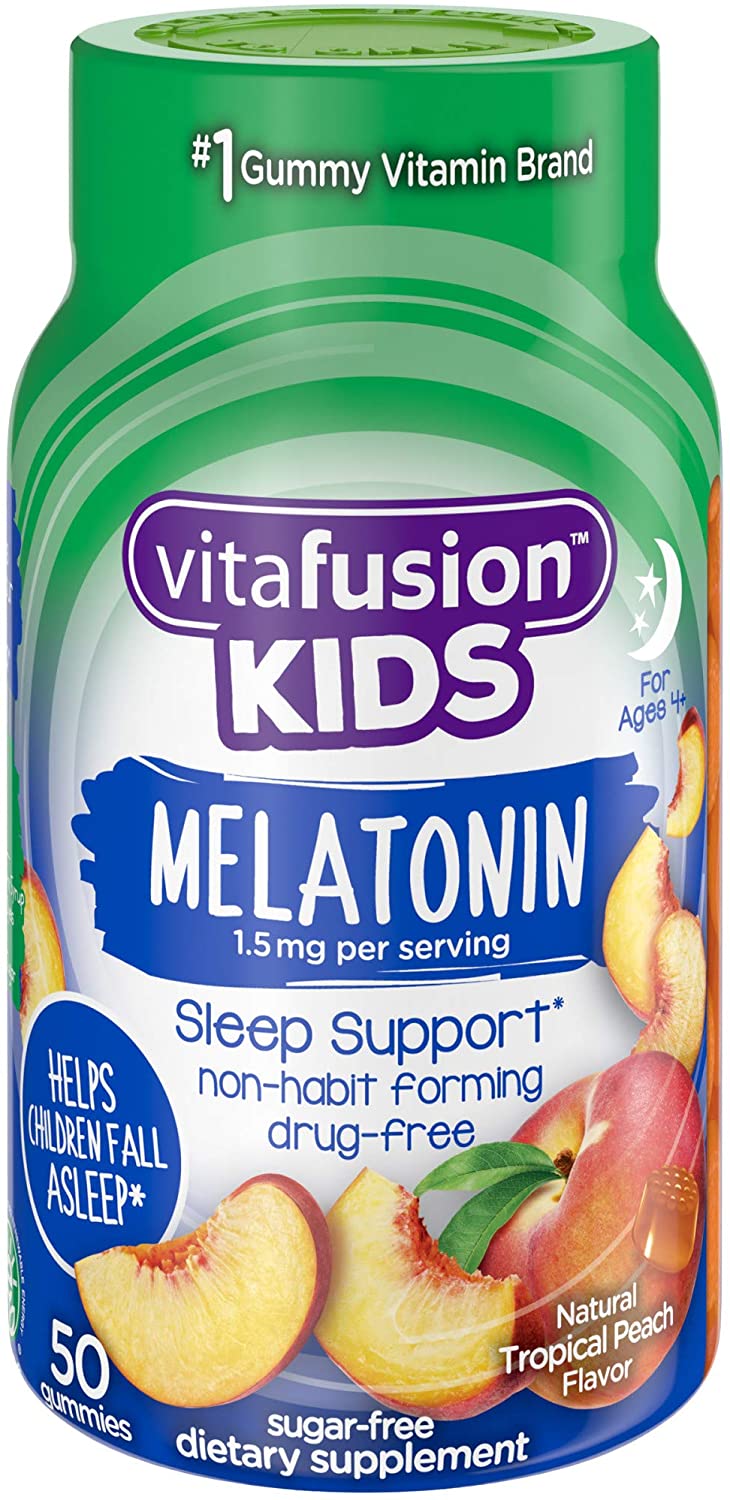 #1 Gummy Vitamin Brand
vitafusion™
KIDS
For
Ages 4+
MELATONIN
1.5 mg per serving
Sleep Support*
non-habit forming
drug-free
HELPS
CHILDREN FALL
ASLEEP*
Natural
Tropical Peach
Flavor
50
gummies
sugar-free
dietary supplement